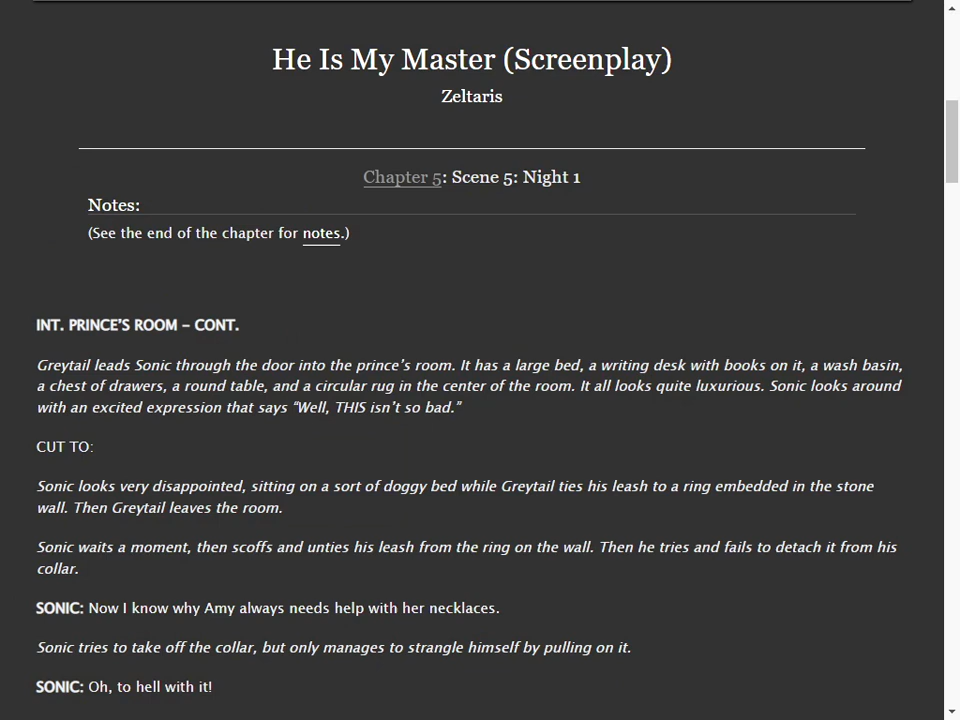 He Is My Master (Screenplay)
Zeltaris
Chapter 5: Scene 5: Night 1
Notes:
(See the end of the chapter for notes.)
INT. PRINCE’S ROOM – CONT.
Greytail leads Sonic through the door into the prince’s room. It has a large bed, a writing desk with books on it, a wash basin,
a chest of drawers, a round table, and a circular rug in the center of the room. It all looks quite luxurious. Sonic looks around
with an excited expression that says “Well, THIS isn’t so bad.”
CUT TO:
Sonic looks very disappointed, sitting on a sort of doggy bed while Greytail ties his leash to a ring embedded in the stone
wall. Then Greytail leaves the room.
Sonic waits a moment, then scoffs and unties his leash from the ring on the wall. Then he tries and fails to detach it from his
collar.
SONIC: Now I know why Amy always needs help with her necklaces.
Sonic tries to take off the collar, but only manages to strangle himself by pulling on it.
SONIC: Oh, to hell with it!